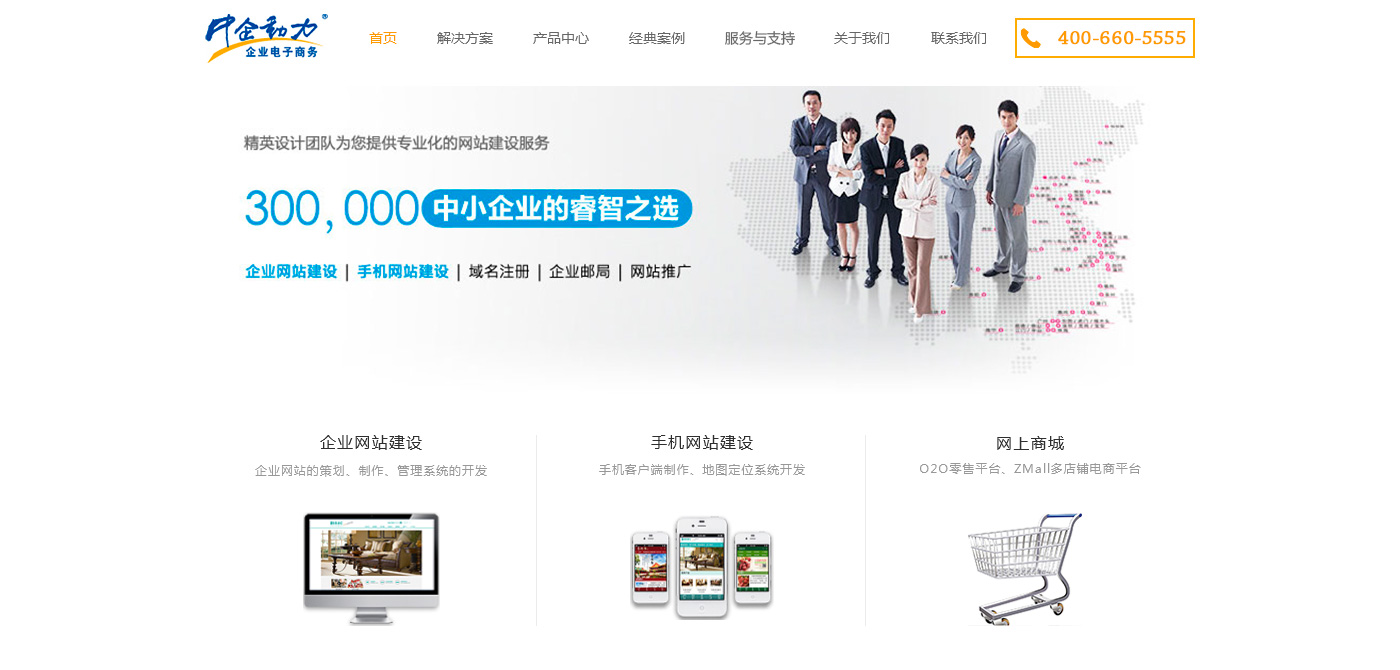 中企動力®
企业电子商务
首页
解决方案
产品中心
经典案例
服务与支持
关于我们
联系我们
400-660-5555
精英设计团队为您提供专业化的网站建设服务
300,000中小企业的睿智之选
企业网站建设 | 手机网站建设 | 域名注册 | 企业邮局 | 网站推广
企业网站建设
企业网站的策划、制作、管理系统的开发
手机网站建设
手机客户端制作、地图定位系统开发
网上商城
O2O零售平台、ZMall多店铺电商平台